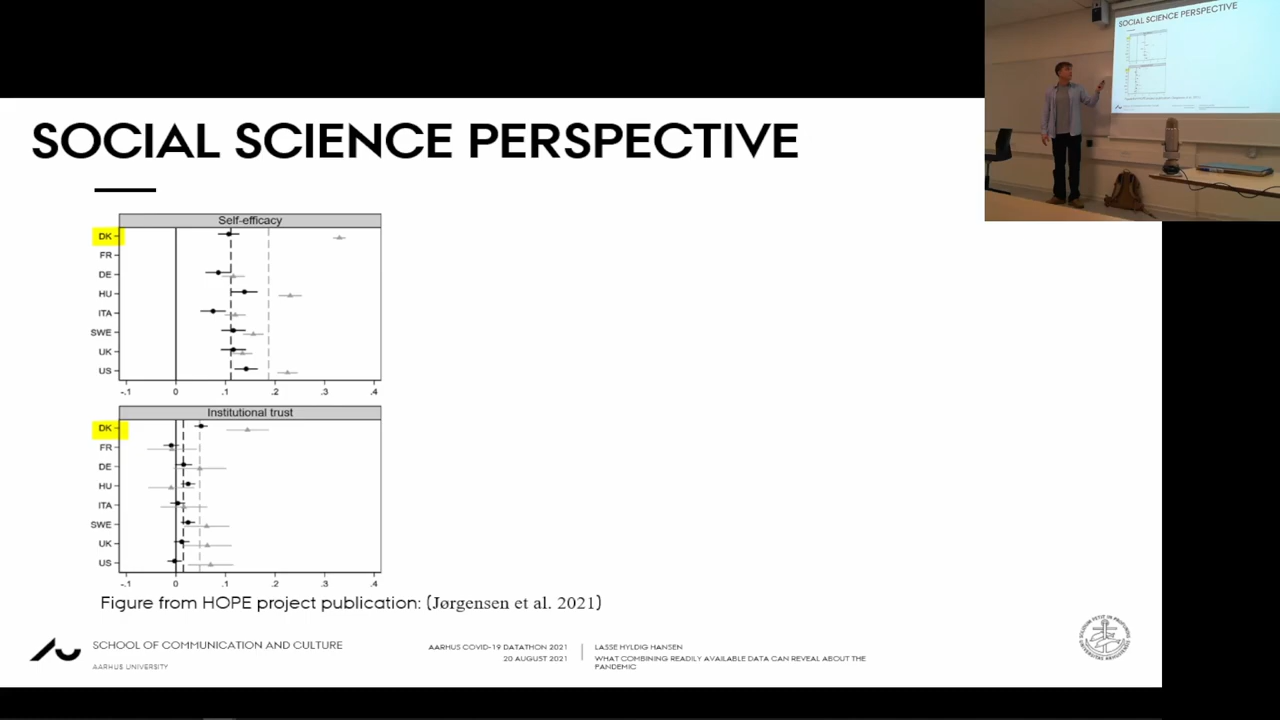 SOCIAL SCIENCE PERSPECTIVE
Self-efficacy
DK
FR
DE
HU
ITA
SWE
UK
US
-.1 0 .1 .2 .3 .4
Institutional trust
DK
FR
DE
HU
ITA
SWE
UK
US
-.1 0 .1 .2 .3 .4
Figure from HOPE project publication: (Jørgensen et al. 2021)
SCHOOL OF COMMUNICATION AND CULTURE
AARHUS UNIVERSITY
AARHUS COVID-19 DATATHON 2021
20 AUGUST 2021
LASSE HYLDIG HANSEN
WHAT COMBINING READILY AVAILABLE DATA CAN REVEAL ABOUT THE
PANDEMIC
SOCIAL SCIENCE PERSPECTIVE